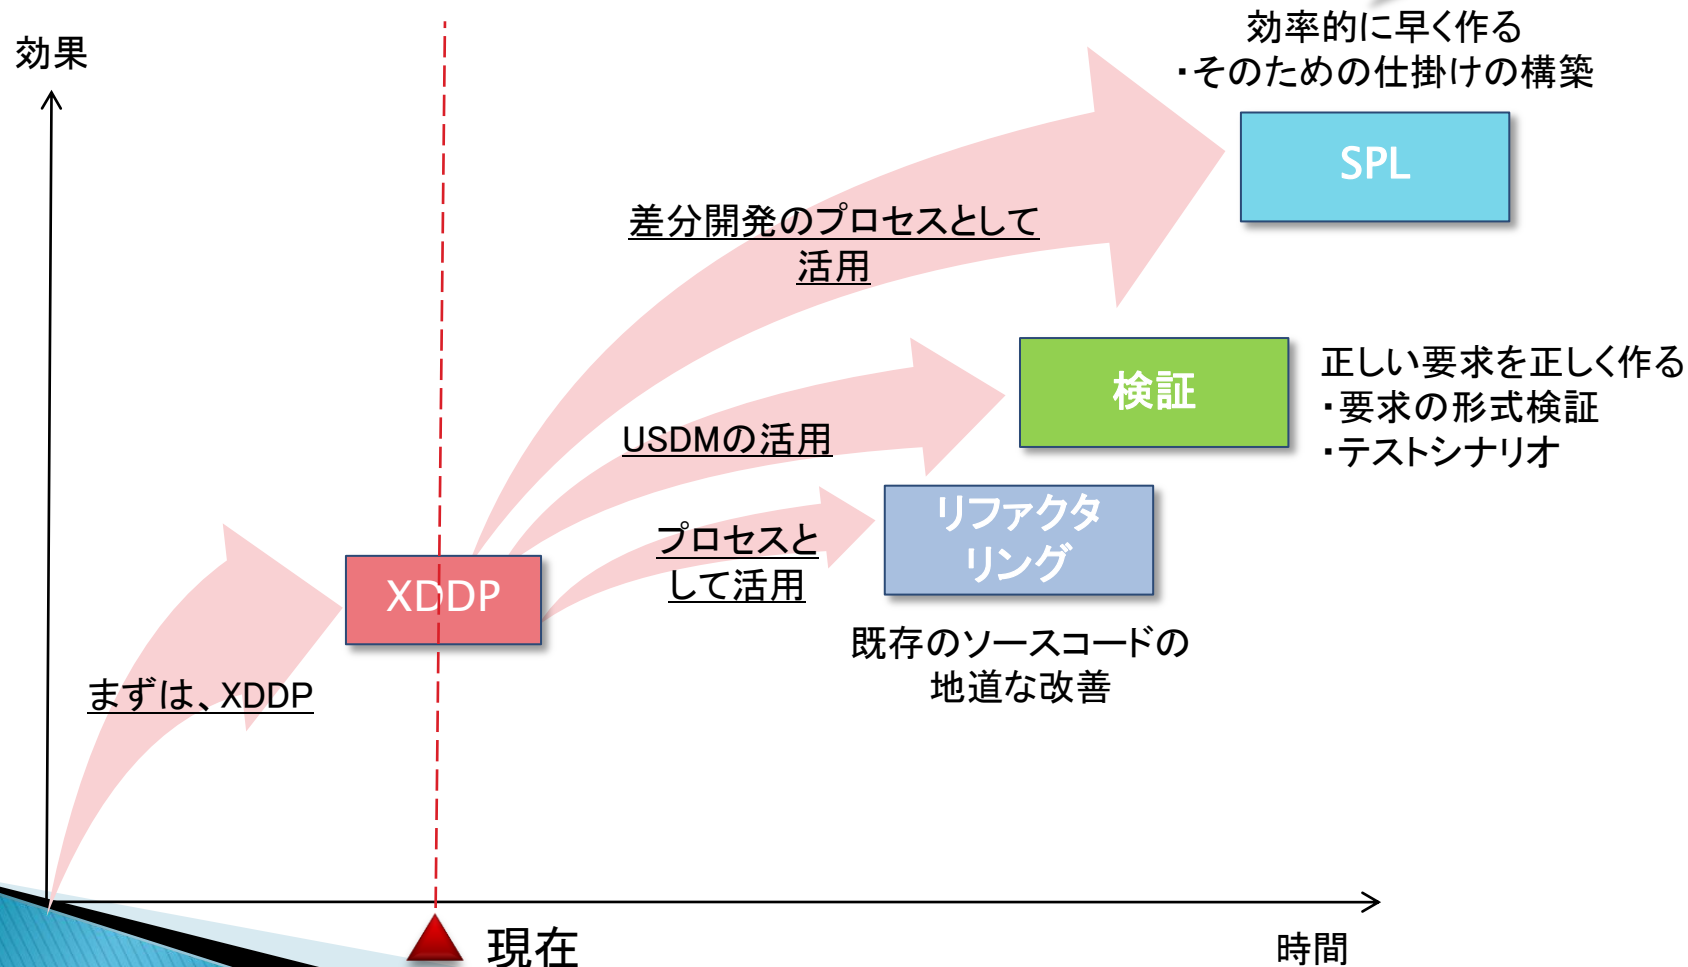 効果
効率的に早く作る
・そのための仕掛けの構築
SPL
差分開発のプロセスとして
活用
検証
正しい要求を正しく作る
・要求の形式検証
・テストシナリオ
USDMの活用
リファクタ
リング
プロセスと
して活用
XDDP
既存のソースコードの
地道な改善
まずは、XDDP
現在
時間